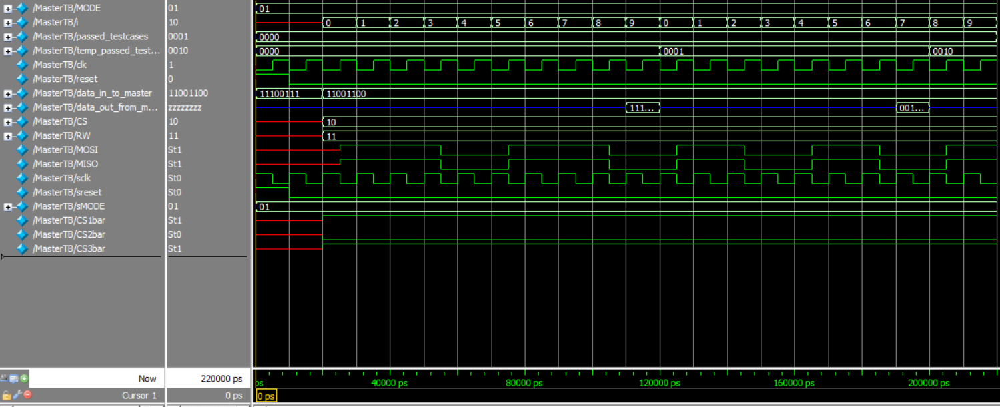 /MasterTB/MODE 01 01
/MasterTB/i 10 0 1 2 3 4 5 6 7 8 9 0 1 2 3 4 5 6 7 8 9
/MasterTB/passed_testcases 0001 0000
/MasterTB/temp_passed_test... 0010 0000 0001 0010
/MasterTB/clk 1
/MasterTB/reset 0
/MasterTB/data_in_to_master 11001100 11100111 11001100
/MasterTB/data_out_from_m... zzzzzzzz 111... 001...
/MasterTB/CS 10 10
/MasterTB/RW 11 11
/MasterTB/MOSI St1
/MasterTB/MISO St1
/MasterTB/sclk St0
/MasterTB/sreset St0
/MasterTB/sMODE 01 01
/MasterTB/CS1bar St1
/MasterTB/CS2bar St0
/MasterTB/CS3bar St1
Now 220000 ps ps 40000 ps 80000 ps 120000 ps 160000 ps 200000 ps
Cursor 1 0 ps 0 ps